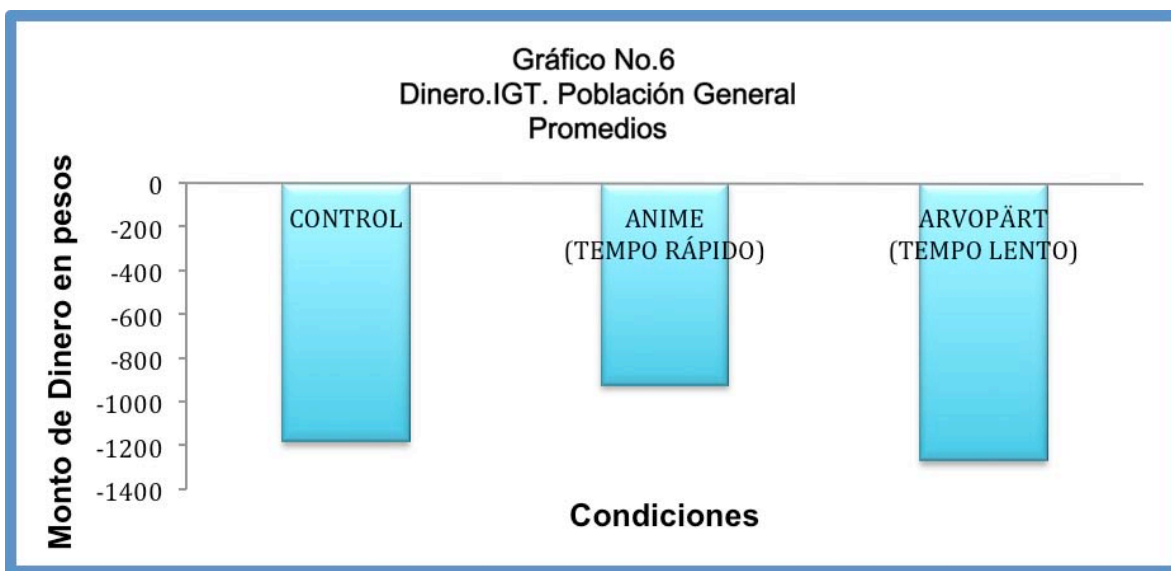 Gráfico No.6
Dinero.IGT. Población General
Promedios
Monto de Dinero en pesos
0
-200
-400
-600
-800
-1000
-1200
-1400
CONTROL
ANIME
(TEMPO RÁPIDO)
ARVOPÄRT
(TEMPO LENTO)
Condiciones